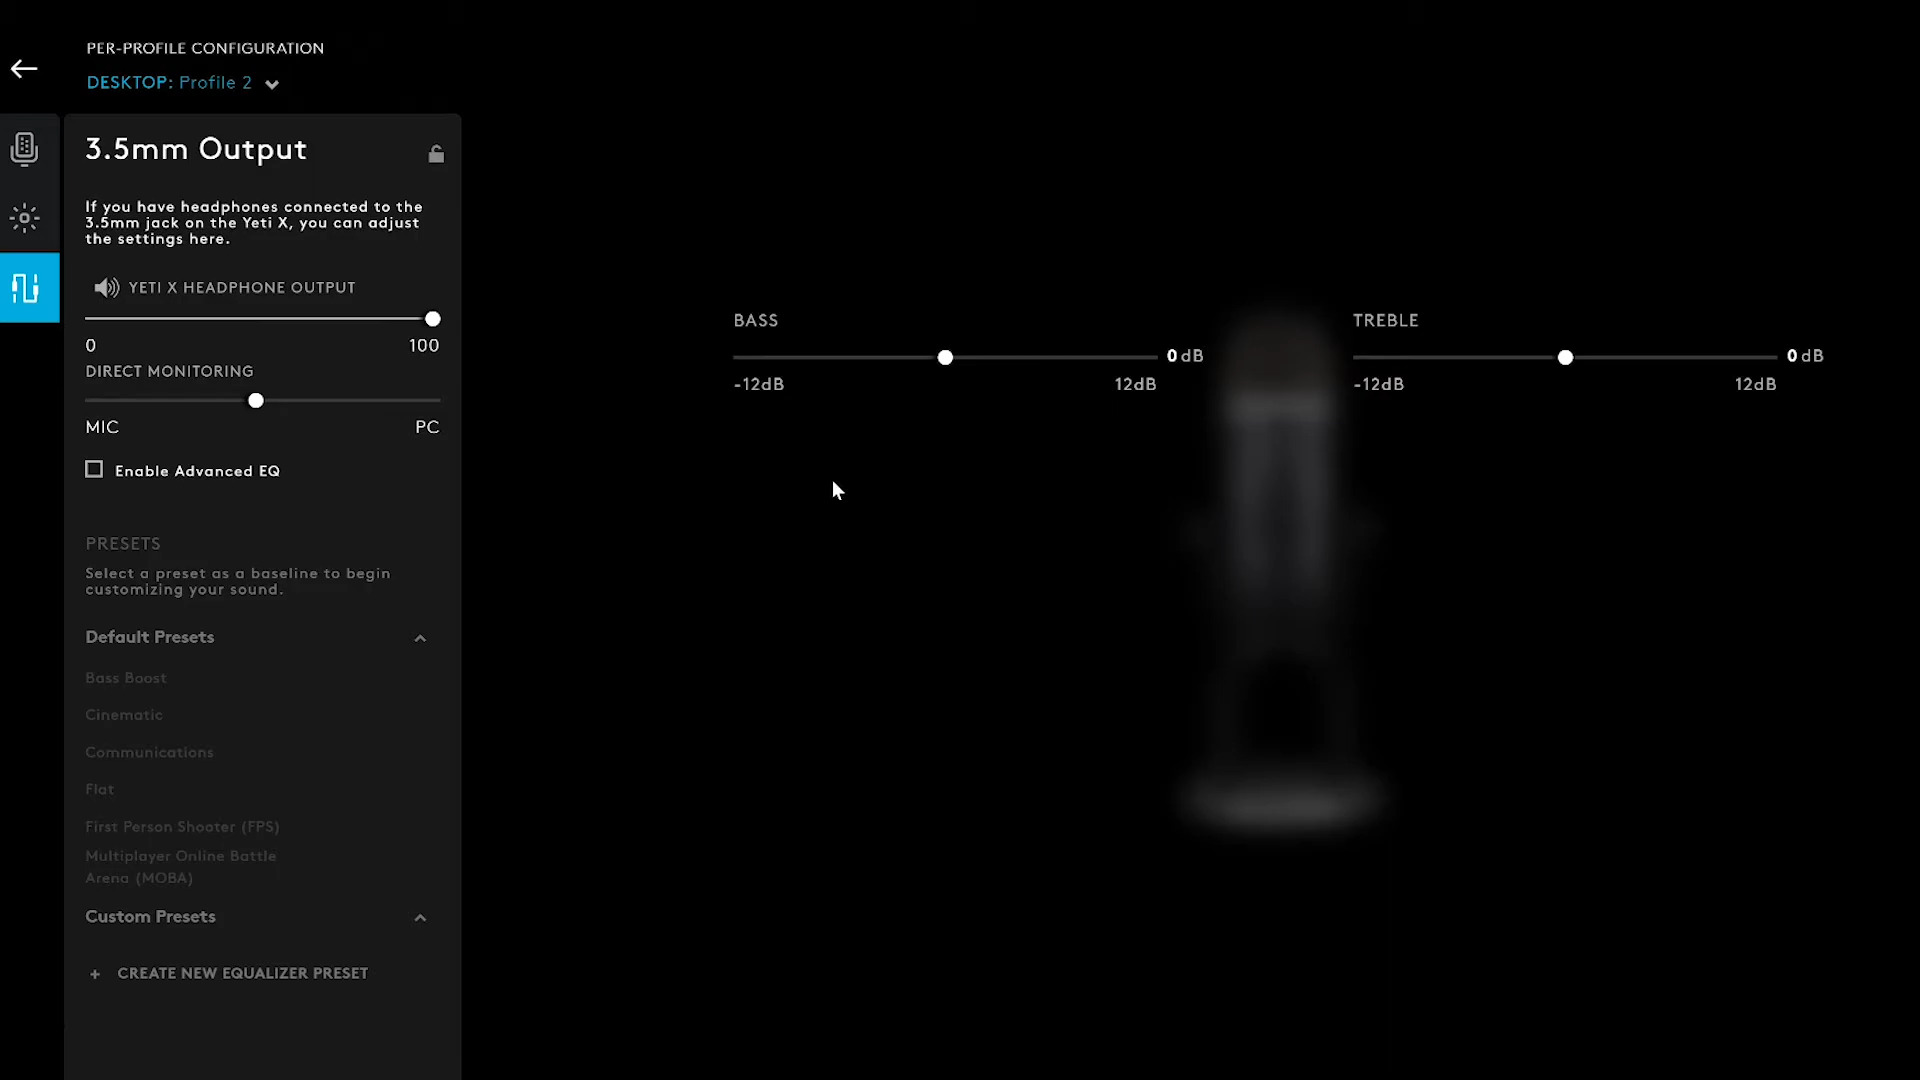 PER-PROFILE CONFIGURATION
DESKTOP: Profile 2
3.5mm Output
If you have headphones connected to the
3.5mm jack on the Yeti X, you can adjust
the settings here.
YETI X HEADPHONE OUTPUT
0 100
DIRECT MONITORING
MIC PC
Enable Advanced EQ
PRESETS
Select a preset as a baseline to begin
customizing your sound.
Default Presets
Bass Boost
Cinematic
Communications
Flat
First Person Shooter (FPS)
Multiplayer Online Battle
Arena (MOBA)
Custom Presets
+ CREATE NEW EQUALIZER PRESET
BASS
0 dB
-12dB 12dB
TREBLE
0 dB
-12dB 12dB